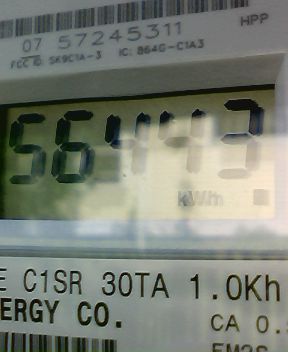 HPP
07 57245311
FCC ID: SK9C1A-3 IC: 864G-C1A3
56443
kWh
E C1SR 30TA 1.0Kh
ERGY CO.
CA 0.